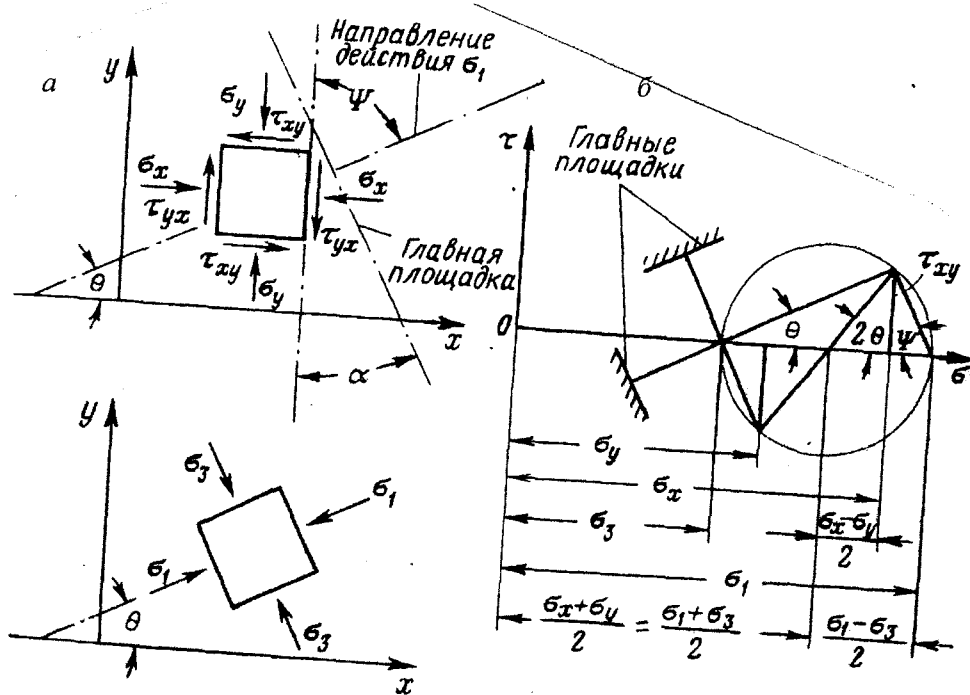 а
y
Направление
действия σ₁
Ψ
σy
τxy
σx
σx
τyx
τyx
τxy
σy
θ
Главная
площадка
x
α
y
σ₃
σ₁
σ₁
θ
σ₃
x
б
τ
Главные
площадки
τxy
0
θ
2θ
Ψ
σ
σy
σx
σ₃
σx-σy
2
σ₁
σx+σy
2
=
σ₁+σ₃
2
σ₁-σ₃
2